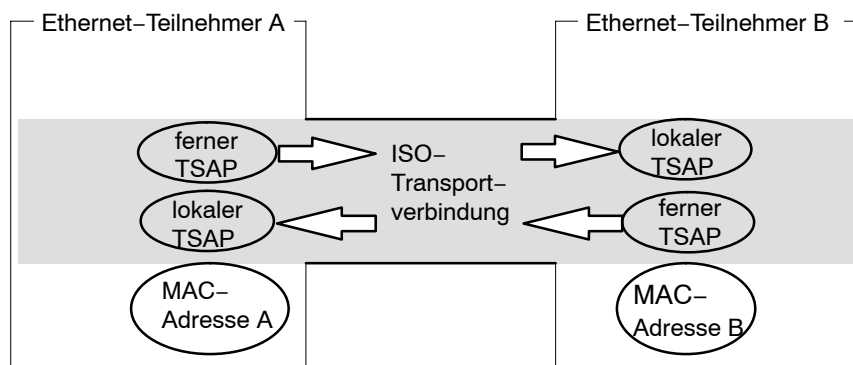 Ethernet−Teilnehmer A
Ethernet−Teilnehmer B
ferner
TSAP
ISO−
Transport−
verbindung
lokaler
TSAP
lokaler
TSAP
ferner
TSAP
MAC−
Adresse A
MAC−
Adresse B